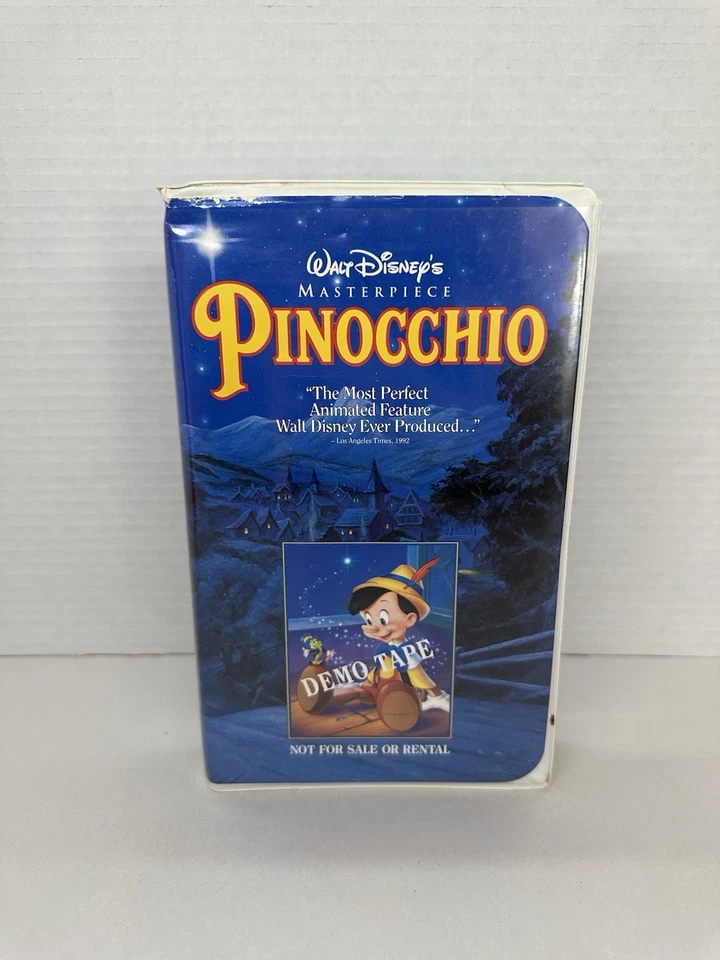 WALT DISNEY'S
MASTERPIECE
PINOCCHIO
“The Most Perfect
Animated Feature
Walt Disney Ever Produced...”
– Los Angeles Times, 1992
DEMO TAPE
NOT FOR SALE OR RENTAL